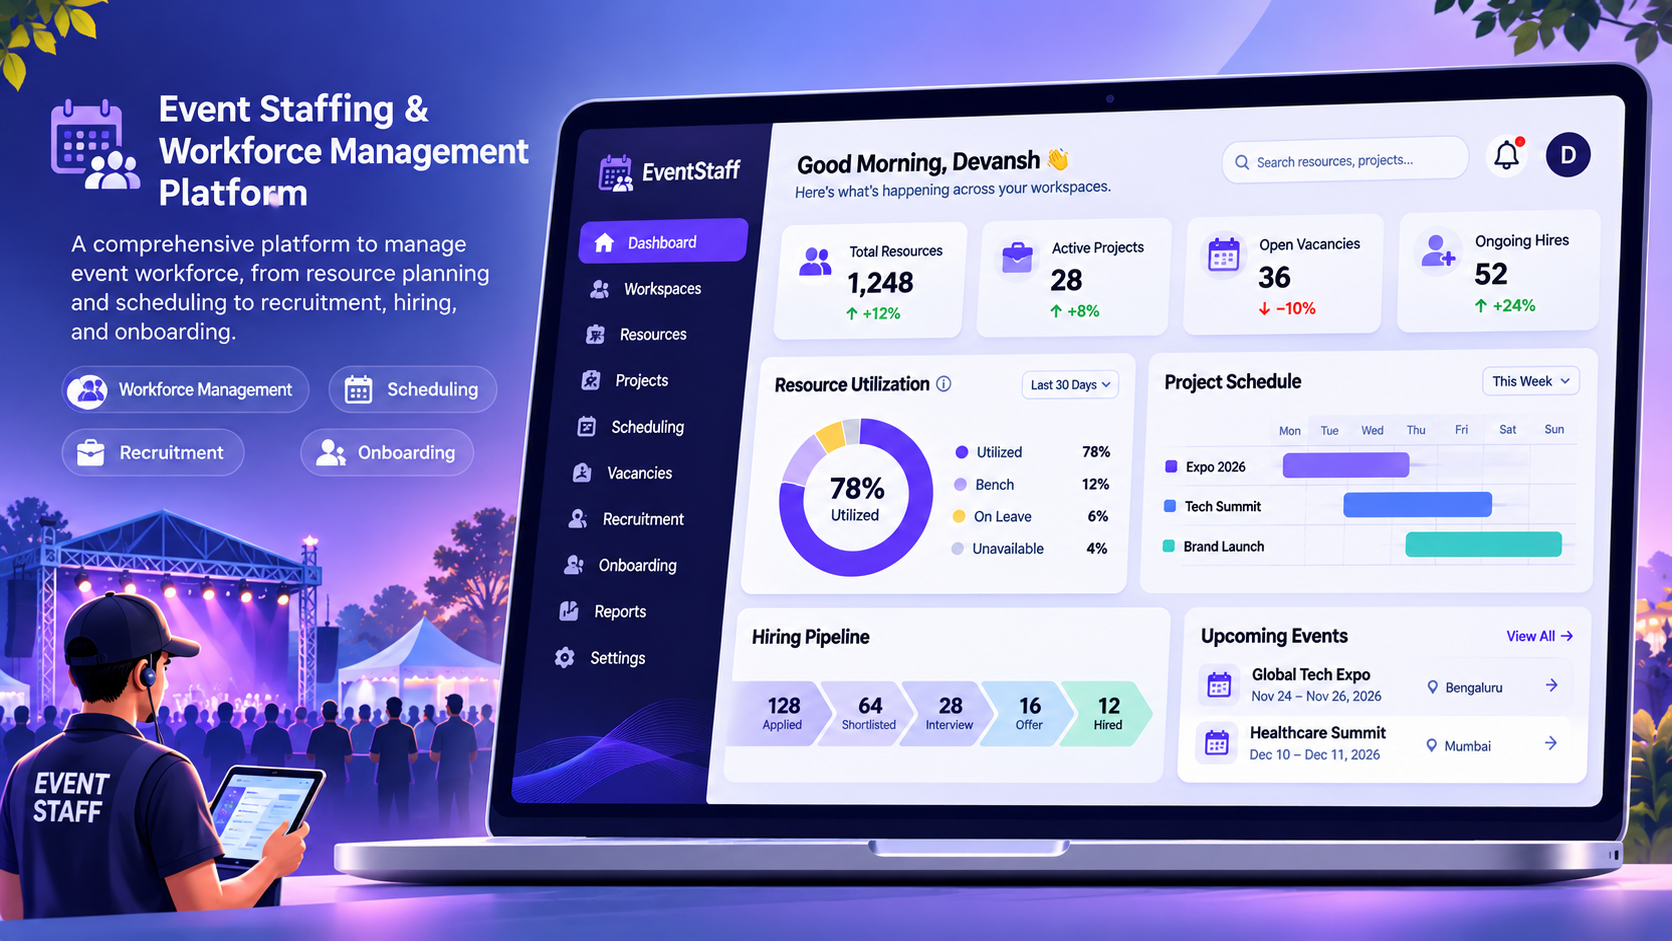 Event Staffing &
Workforce Management
Platform
A comprehensive platform to manage
event workforce, from resource planning
and scheduling to recruitment, hiring,
and onboarding.
Workforce Management
Scheduling
Recruitment
Onboarding
EVENT
STAFF
EventStaff
Dashboard
Workspaces
Resources
Projects
Scheduling
Vacancies
Recruitment
Onboarding
Reports
Settings
Good Morning, Devansh 👋
Here's what's happening across your workspaces.
Search resources, projects...
D
Total Resources
1,248
↑ +12%
Active Projects
28
↑ +8%
Open Vacancies
36
↓ −10%
Ongoing Hires
52
↑ +24%
Resource Utilization
Last 30 Days
78%
Utilized
Utilized 78%
Bench 12%
On Leave 6%
Unavailable 4%
Project Schedule
This Week
Mon Tue Wed Thu Fri Sat Sun
Expo 2026
Tech Summit
Brand Launch
Hiring Pipeline
128
Applied
64
Shortlisted
28
Interview
16
Offer
12
Hired
Upcoming Events
View All →
Global Tech Expo
Nov 24 – Nov 26, 2026
Bengaluru
Healthcare Summit
Dec 10 – Dec 11, 2026
Mumbai